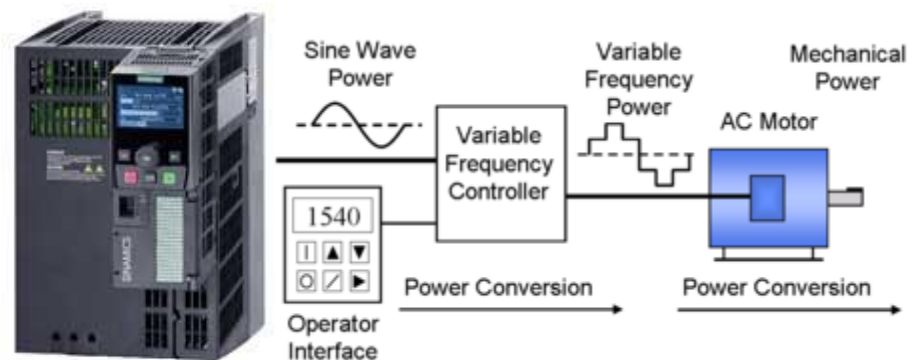 Sine Wave
Power
Variable
Frequency
Power
Mechanical
Power
AC Motor
Variable
Frequency
Controller
1540
Operator
Interface
Power Conversion
Power Conversion
SINAMICS